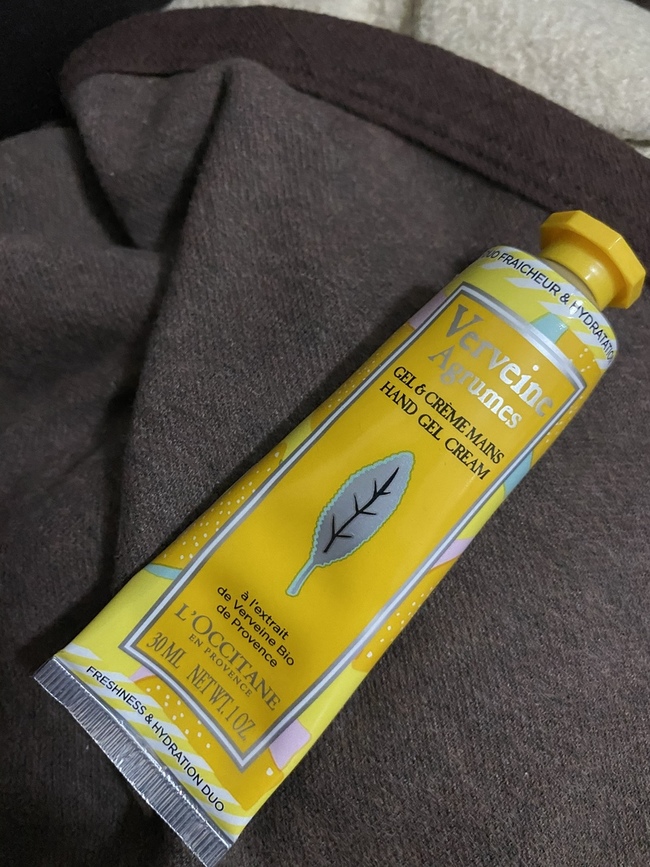 DUO FRAICHEUR & HYDRATATION
Verveine
Agrumes
GEL & CRÈME MAINS
HAND GEL CREAM
à l'extrait
de Verveine Bio
de Provence
L'OCCITANE
EN PROVENCE
30 ML NET WT. 1 OZ.
FRESHNESS & HYDRATION DUO